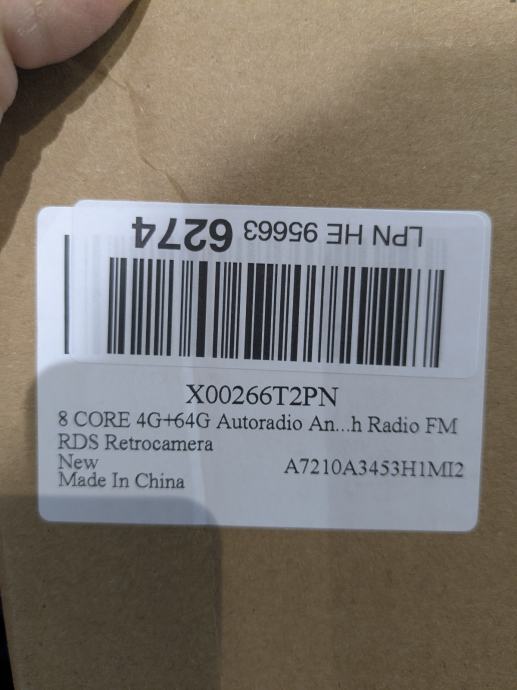 LPN HE 95663 6274
X00266T2PN
8 CORE 4G+64G Autoradio An...h Radio FM
RDS Retrocamera
New
A7210A3453H1MI2
Made In China